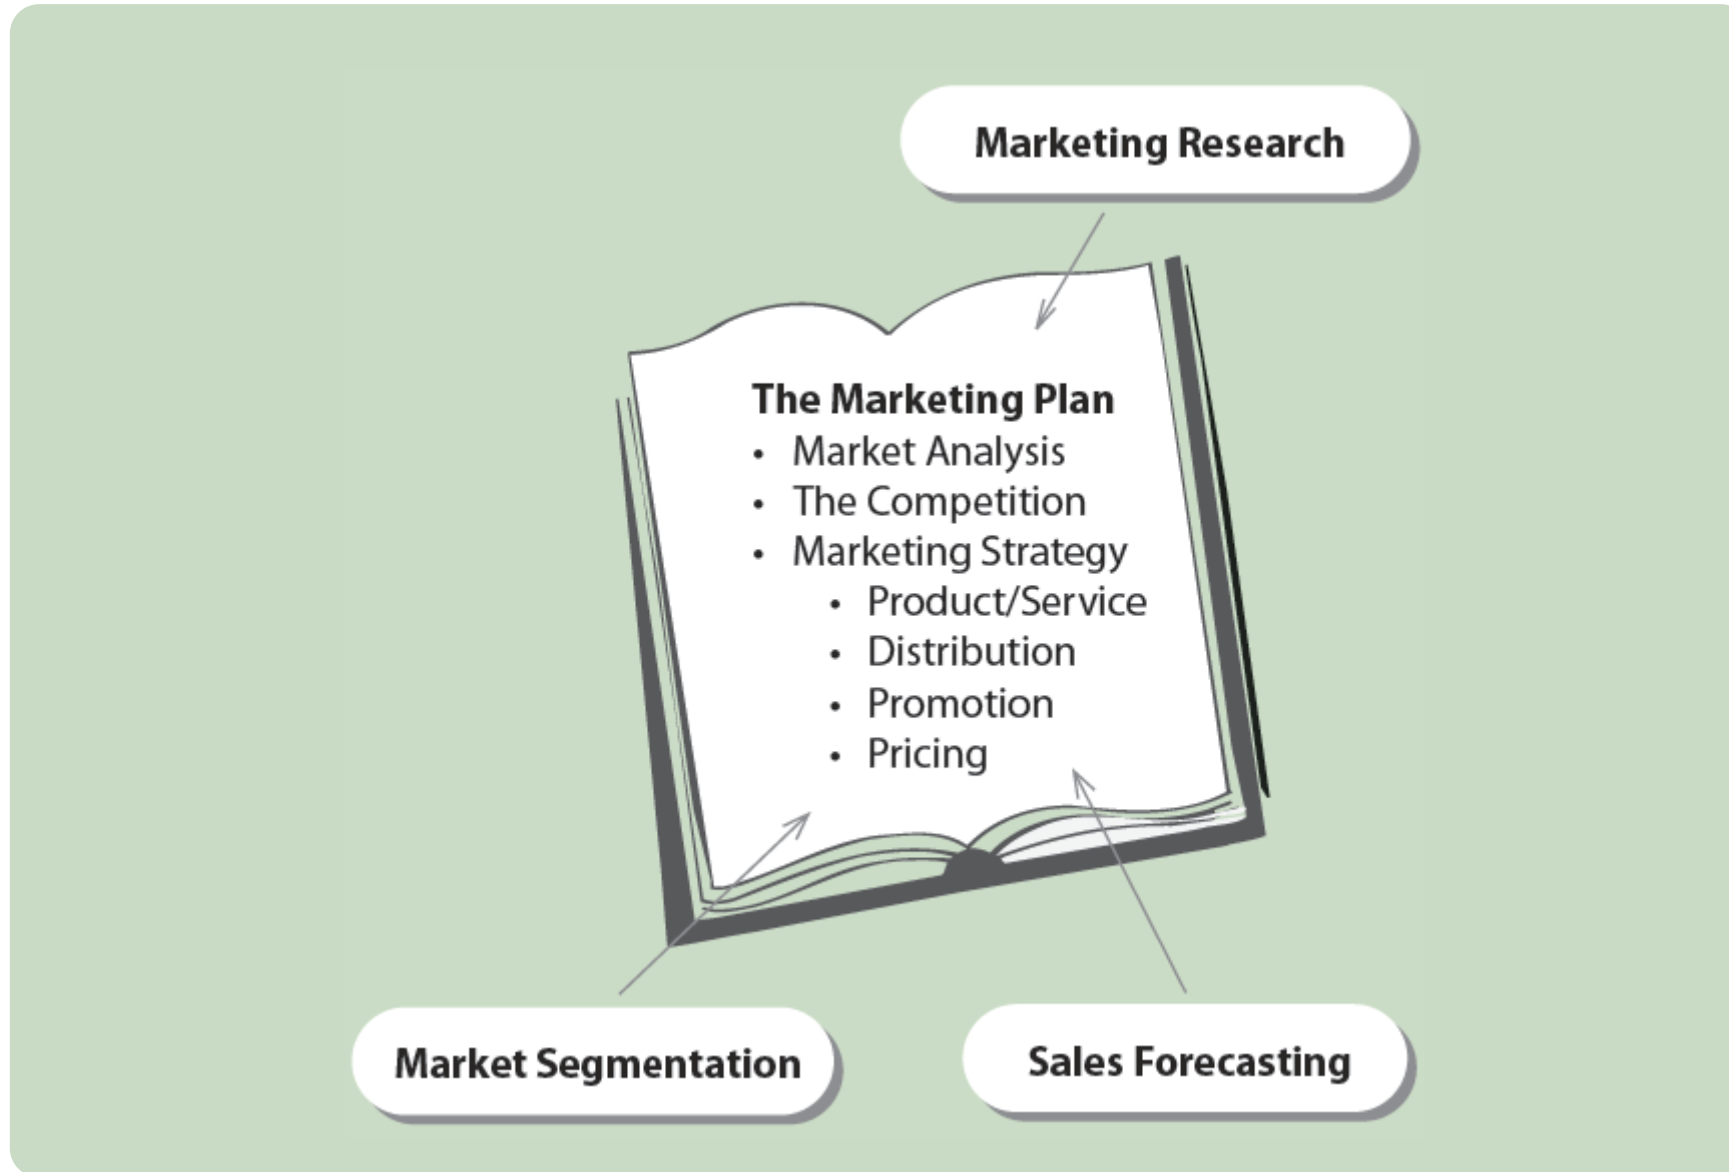 Marketing Research
The Marketing Plan
• Market Analysis
• The Competition
• Marketing Strategy
• Product/Service
• Distribution
• Promotion
• Pricing
Market Segmentation
Sales Forecasting